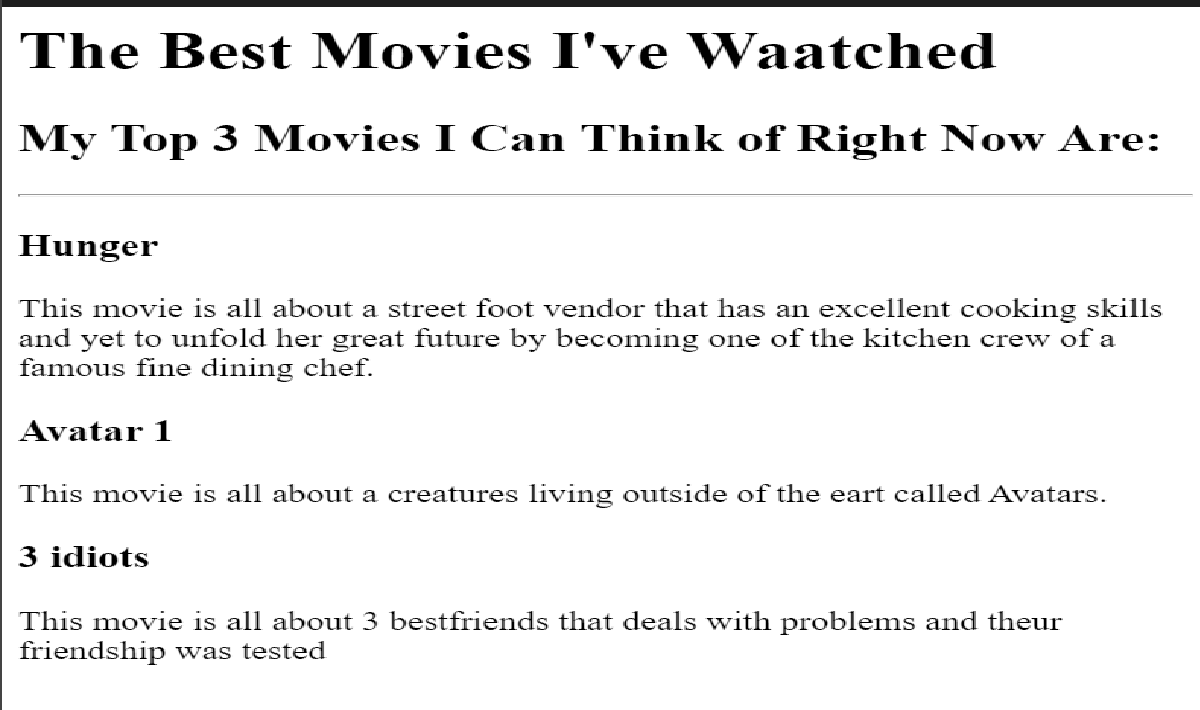 The Best Movies I've Waatched
My Top 3 Movies I Can Think of Right Now Are:
Hunger
This movie is all about a street foot vendor that has an excellent cooking skills
and yet to unfold her great future by becoming one of the kitchen crew of a
famous fine dining chef.
Avatar 1
This movie is all about a creatures living outside of the eart called Avatars.
3 idiots
This movie is all about 3 bestfriends that deals with problems and theur
friendship was tested